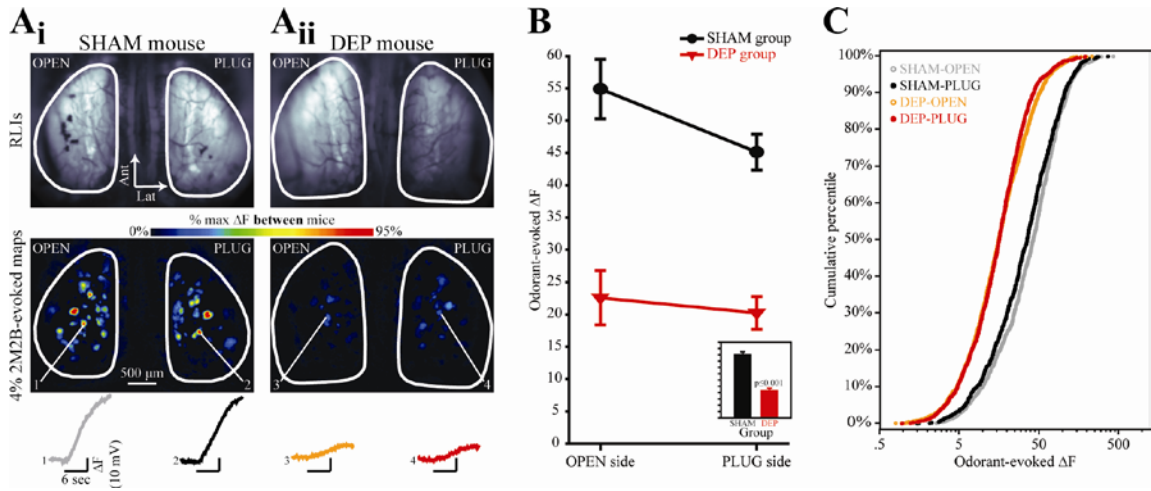 Ai
SHAM mouse
Aii
DEP mouse
OPEN
PLUG
OPEN
PLUG
RLIs
Ant
Lat
% max ΔF between mice
0%
95%
OPEN
PLUG
OPEN
PLUG
4% 2M2B-evoked maps
1
500 µm
2
3
4
1
6 sec
ΔF
(10 mV)
2
3
4
B
SHAM group
DEP group
Odorant-evoked ΔF
60
55
50
45
40
35
30
25
20
15
10
5
0
p≤0.001
SHAM DEP
Group
OPEN side
PLUG side
C
SHAM-OPEN
SHAM-PLUG
DEP-OPEN
DEP-PLUG
Cumulative percentile
100%
90%
80%
70%
60%
50%
40%
30%
20%
10%
0%
.5
5
50
500
Odorant-evoked ΔF